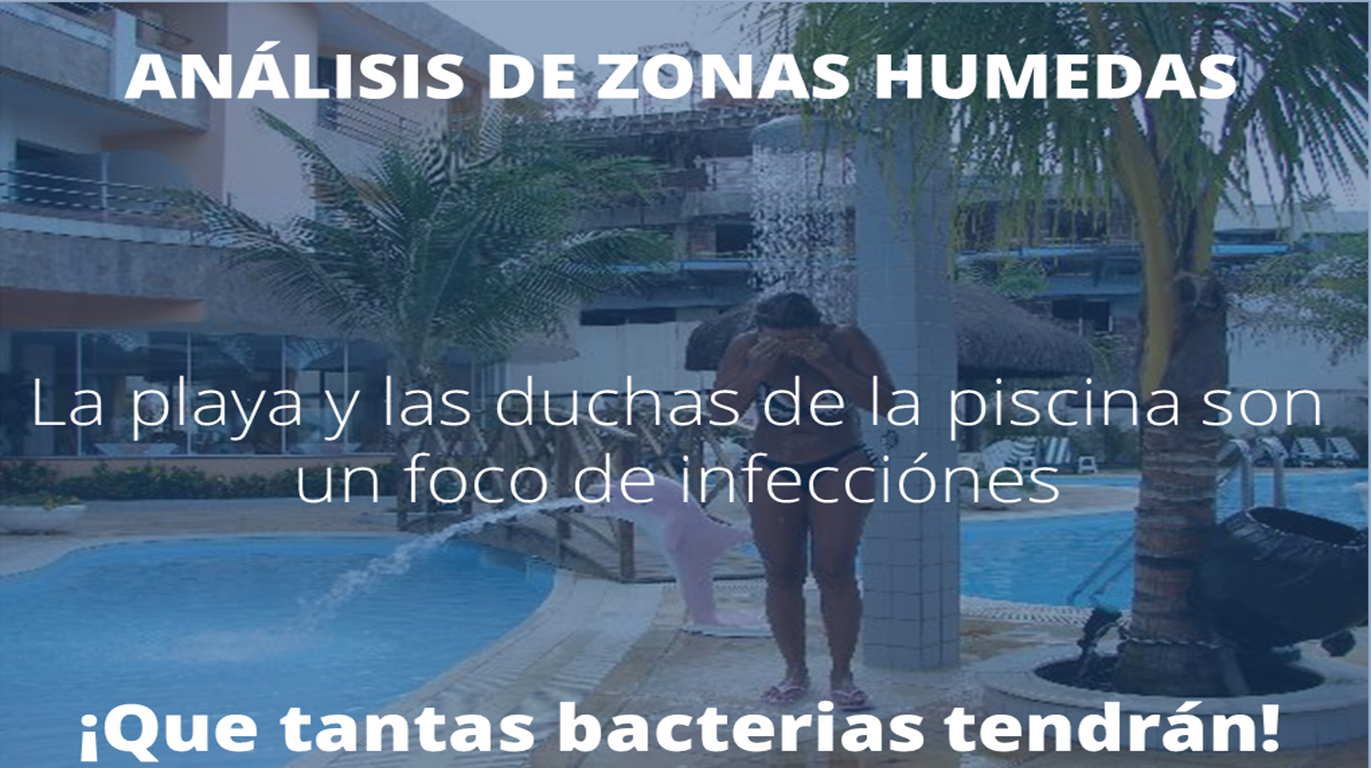 ANÁLISIS DE ZONAS HUMEDAS
La playa y las duchas de la piscina son
un foco de infecciónes
¡Que tantas bacterias tendrán!